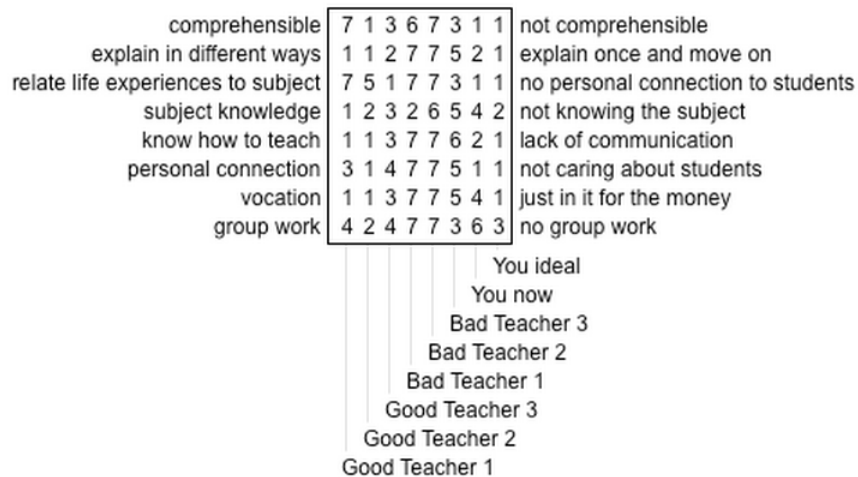 comprehensible 7 1 3 6 7 3 1 1 not comprehensible
explain in different ways 1 1 2 7 7 5 2 1 explain once and move on
relate life experiences to subject 7 5 1 7 7 3 1 1 no personal connection to students
subject knowledge 1 2 3 2 6 5 4 2 not knowing the subject
know how to teach 1 1 3 7 7 6 2 1 lack of communication
personal connection 3 1 4 7 7 5 1 1 not caring about students
vocation 1 1 3 7 7 5 4 1 just in it for the money
group work 4 2 4 7 7 3 6 3 no group work
You ideal
You now
Bad Teacher 3
Bad Teacher 2
Bad Teacher 1
Good Teacher 3
Good Teacher 2
Good Teacher 1